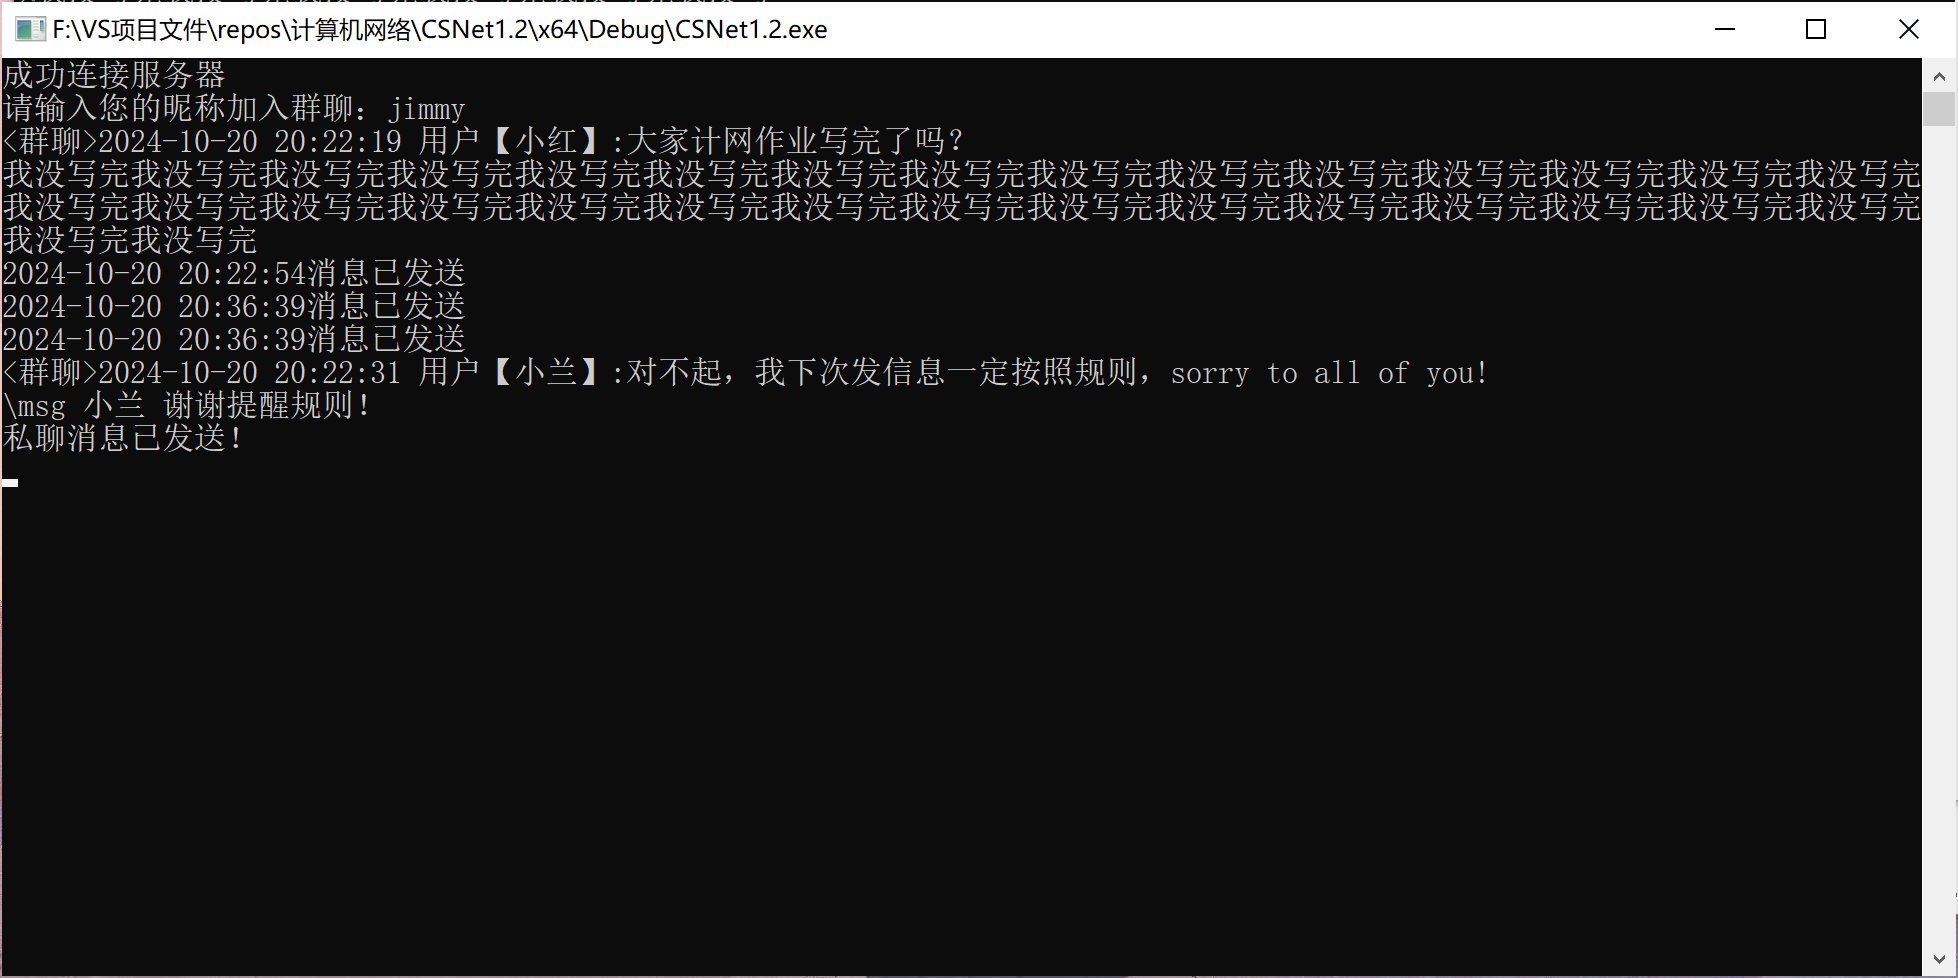 F:\VS项目文件\repos\计算机网络\CSNet1.2\x64\Debug\CSNet1.2.exe
成功连接服务器
请输入您的昵称加入群聊：jimmy
<群聊>2024-10-20 20:22:19 用户【小红】:大家计网作业写完了吗？
我没写完我没写完我没写完我没写完我没写完我没写完我没写完我没写完我没写完我没写完我没写完我没写完我没写完我没写完我没写完
我没写完我没写完我没写完我没写完我没写完我没写完我没写完我没写完我没写完我没写完我没写完我没写完我没写完我没写完我没写完
我没写完我没写完
2024-10-20 20:22:54消息已发送
2024-10-20 20:36:39消息已发送
2024-10-20 20:36:39消息已发送
<群聊>2024-10-20 20:22:31 用户【小兰】:对不起，我下次发信息一定按照规则，sorry to all of you!
\msg 小兰 谢谢提醒规则！
私聊消息已发送！